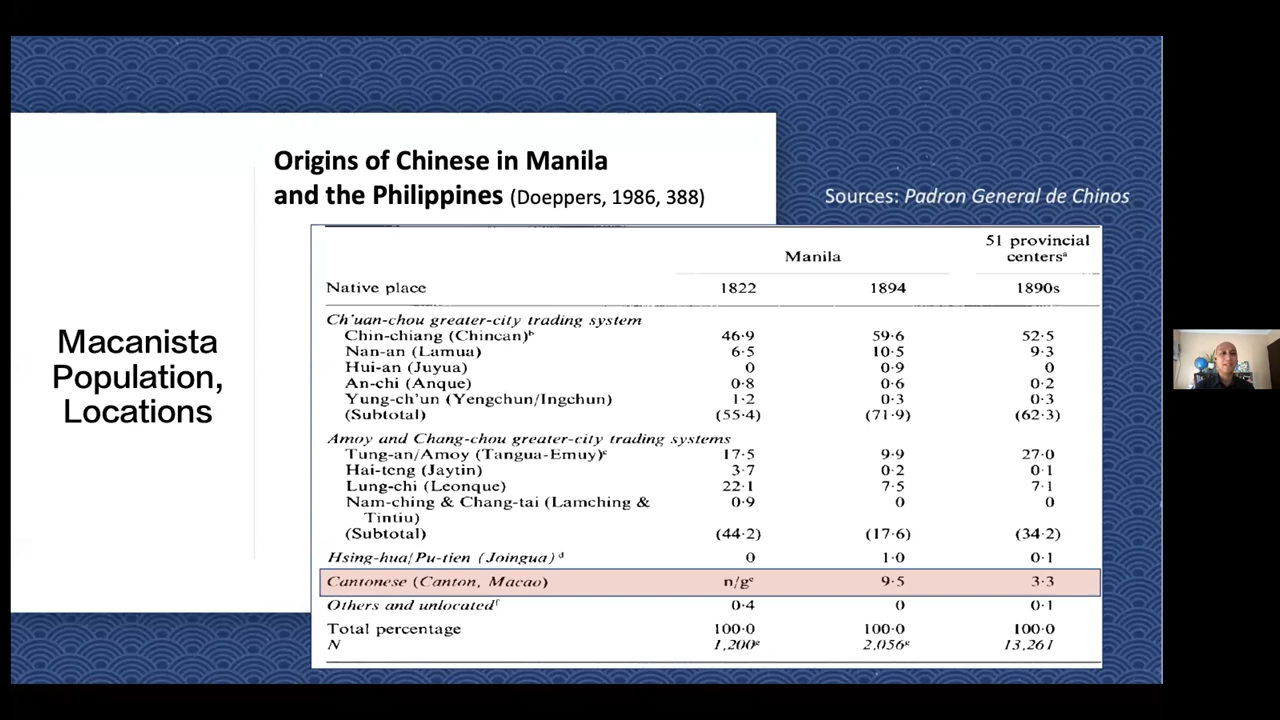 Macanista
Population,
Locations
Origins of Chinese in Manila
and the Philippines (Doeppers, 1986, 388)
Sources: Padron General de Chinos
Manila 51 provincial centersᵃ
Native place 1822 1894 1890s
Ch'uan-chou greater-city trading system
Chin-chiang (Chincan)ᵇ 46·9 59·6 52·5
Nan-an (Lamua) 6·5 10·5 9·3
Hui-an (Juyua) 0 0·9 0
An-chi (Anque) 0·8 0·6 0·2
Yung-ch'un (Yengchun/Ingchun) 1·2 0·3 0·3
(Subtotal) (55·4) (71·9) (62·3)
Amoy and Chang-chou greater-city trading systems
Tung-an/Amoy (Tangua-Emuy)ᶜ 17·5 9·9 27·0
Hai-teng (Jaytin) 3·7 0·2 0·1
Lung-chi (Leonque) 22·1 7·5 7·1
Nam-ching & Chang-tai (Lamching & 0·9 0 0
Tintiu)
(Subtotal) (44·2) (17·6) (34·2)
Hsing-hua/Pu-tien (Joingua)ᵈ 0 1·0 0·1
Cantonese (Canton, Macao) n/gᵉ 9·5 3·3
Others and unlocatedᶠ 0·4 0 0·1
Total percentage 100·0 100·0 100·0
N 1,200ᵍ 2,056ᵍ 13,261